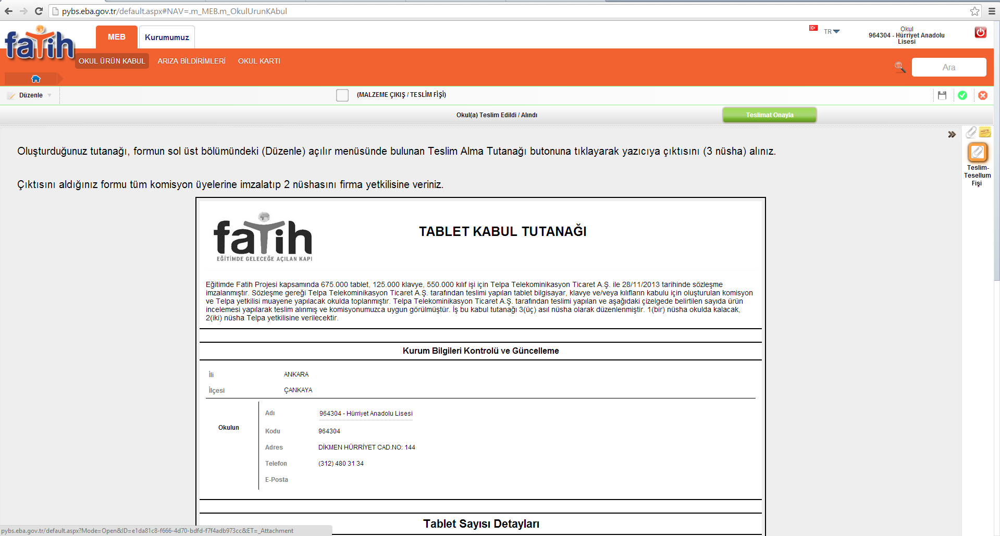 pybs.eba.gov.tr/default.aspx#NAV=.m_MEB.m_OkulUrunKAbul
fatih
MEB
Kurumumuz
TR
Okul
964304 - Hürriyet Anadolu
Lisesi
OKUL ÜRÜN KABUL
ARIZA BİLDİRİMLERİ
OKUL KARTI
Ara
Düzenle
(MALZEME ÇIKIŞ / TESLİM FİŞİ)
Okul(a) Teslim Edildi / Alındı
Teslimat Onayla
NOTE
Teslim-
Tesellum
Fişi
Oluşturduğunuz tutanağı, formun sol üst bölümündeki (Düzenle) açılır menüsünde bulunan Teslim Alma Tutanağı butonuna tıklayarak yazıcıya çıktısını (3 nüsha) alınız.
Çıktısını aldığınız formu tüm komisyon üyelerine imzalatıp 2 nüshasını firma yetkilisine veriniz.
fatih
EĞİTİMDE GELECEĞE AÇILAN KAPI
TABLET KABUL TUTANAĞI
Eğitimde Fatih Projesi kapsamında 675.000 tablet, 125.000 klavye, 550.000 kılıf işi için Telpa Telekominikasyon Ticaret A.Ş. ile 28/11/2013 tarihinde sözleşme
imzalanmıştır. Sözleşme gereği Telpa Telekominikasyon Ticaret A.Ş. tarafından teslimi yapılan tablet bilgisayar, klavye ve/veya kılıfların kabulu için oluşturulan komisyon
ve Telpa yetkilisi muayene yapılacak okulda toplanmıştır. Telpa Telekominikasyon Ticaret A.Ş. tarafından teslimi yapılan ve aşağıdaki çizelgede belirtilen sayıda ürün
incelemesi yapılarak teslim alınmış ve komisyonumuzca uygun görülmüştür. İş bu kabul tutanağı 3(üç) asıl nüsha olarak düzenlenmiştir. 1(bir) nüsha okulda kalacak,
2(iki) nüsha Telpa yetkilisine verilecektir.
Kurum Bilgileri Kontrolü ve Güncelleme
İli ANKARA
İlçesi ÇANKAYA
Okulun
Adı 964304 - Hürriyet Anadolu Lisesi
Kodu 964304
Adres DİKMEN HÜRRİYET CAD.NO: 144
Telefon (312) 480 31 34
E-Posta
Tablet Sayısı Detayları
pybs.eba.gov.tr/default.aspx?Mode=Open&ID=e1da81c8-f666-4d70-bdfd-f7f4adb973cc&ET=_Attachment